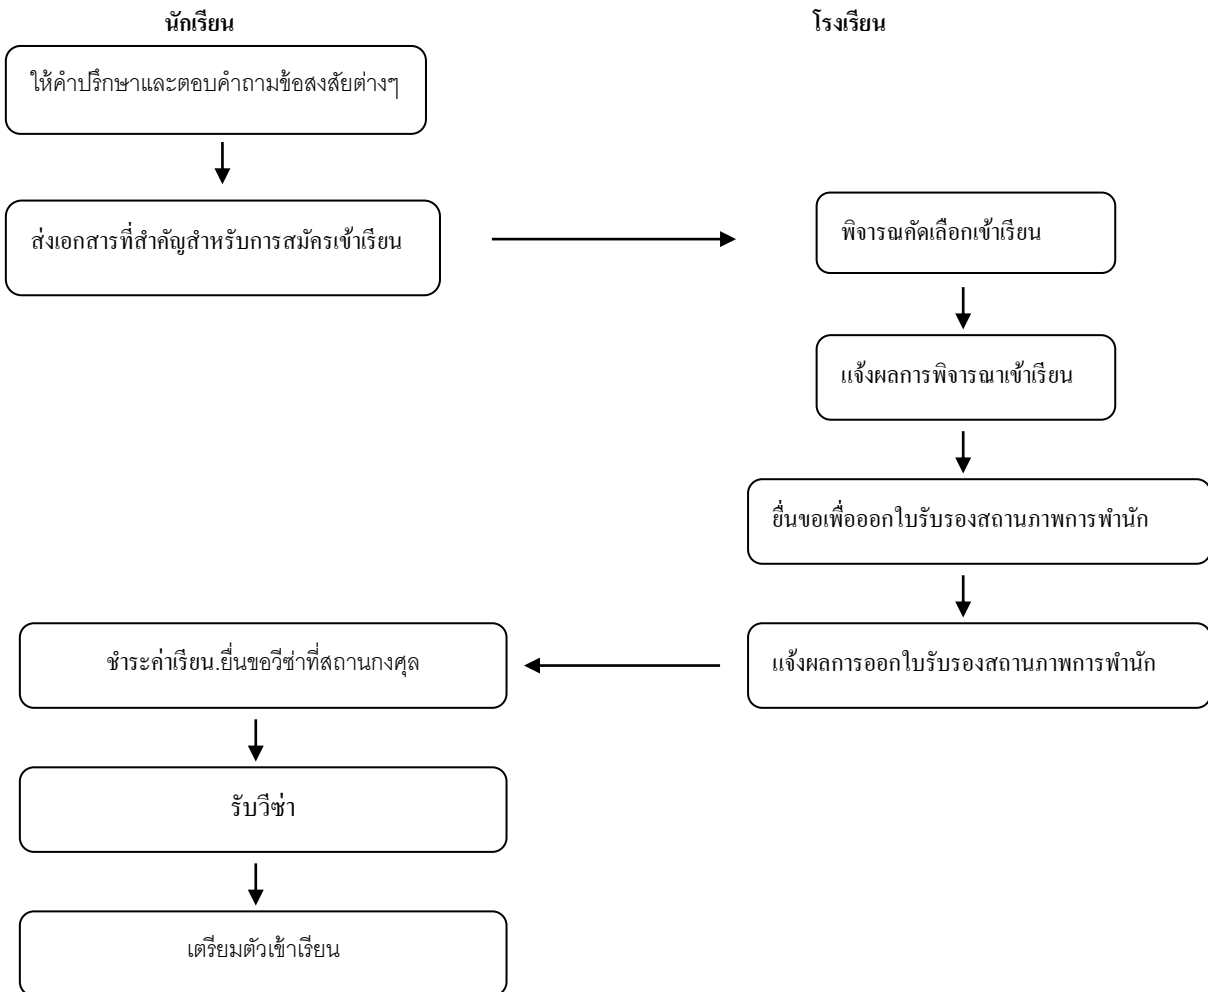 นักเรียน
โรงเรียน
ให้คำปรึกษาและตอบคำถามข้อสงสัยต่างๆ
ส่งเอกสารที่สำคัญสำหรับการสมัครเข้าเรียน
พิจารณคัดเลือกเข้าเรียน
แจ้งผลการพิจารณาเข้าเรียน
ยื่นขอเพื่อออกใบรับรองสถานภาพการพำนัก
แจ้งผลการออกใบรับรองสถานภาพการพำนัก
ชำระค่าเรียน.ยื่นขอวีซ่าที่สถานกงศุล
รับวีซ่า
เตรียมตัวเข้าเรียน